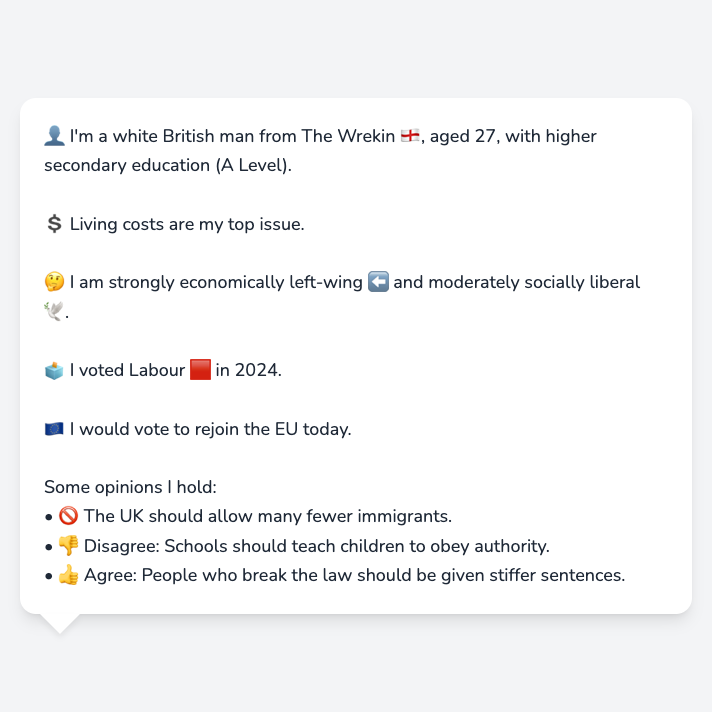 👤 I'm a white British man from The Wrekin 🏴󠁧󠁢󠁥󠁮󠁧󠁿, aged 27, with higher
secondary education (A Level).
💲 Living costs are my top issue.
🤔 I am strongly economically left-wing ⬅️ and moderately socially liberal
🕊️.
🗳️ I voted Labour 🟥 in 2024.
🇪🇺 I would vote to rejoin the EU today.
Some opinions I hold:
• 🚫 The UK should allow many fewer immigrants.
• 👎 Disagree: Schools should teach children to obey authority.
• 👍 Agree: People who break the law should be given stiffer sentences.